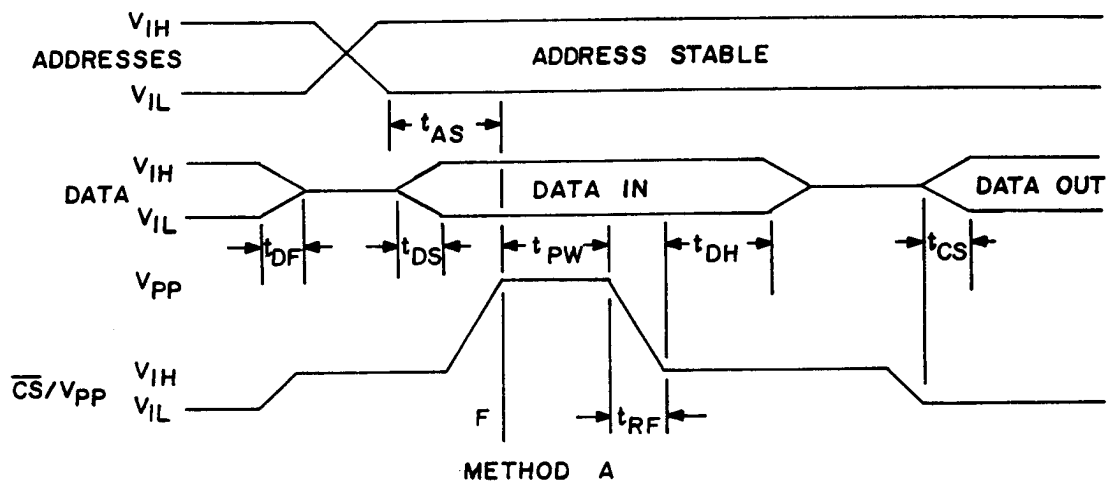 VIH
ADDRESSES
ADDRESS STABLE
VIL
tAS
VIH
DATA
DATA IN
DATA OUT
VIL
tDF
tDS
tPW
tDH
tCS
VPP
VIH
CS/VPP
VIL
F
tRF
METHOD A